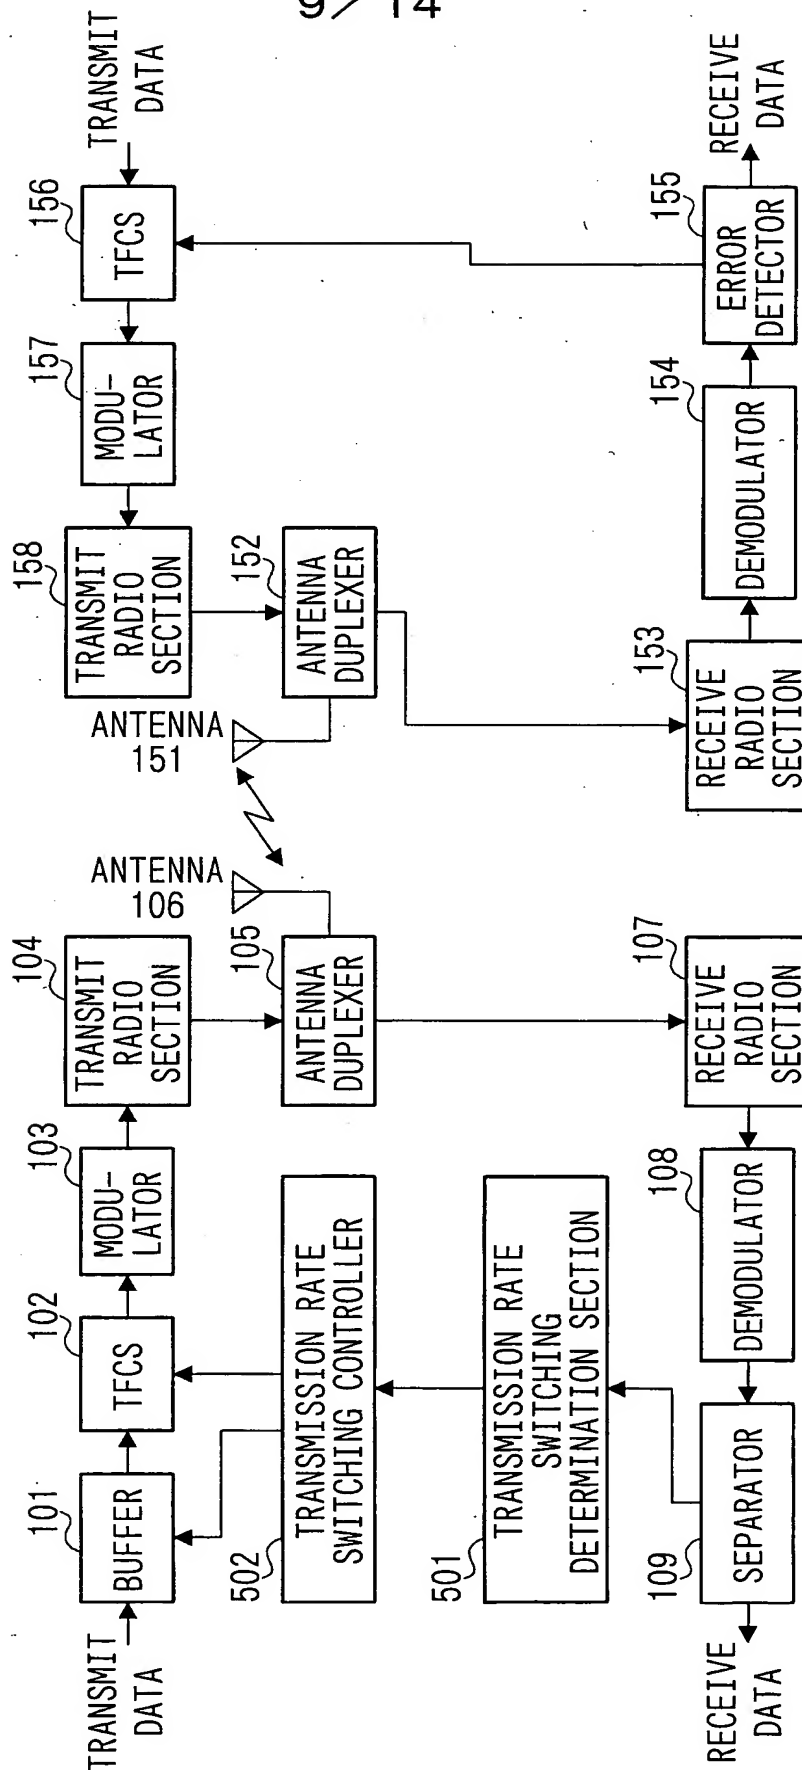 9/14
TRANSMIT
DATA
101
BUFFER
102
TFCS
103
MODU-
LATOR
104
TRANSMIT
RADIO
SECTION
ANTENNA
106
105
ANTENNA
DUPLEXER
502
TRANSMISSION RATE
SWITCHING CONTROLLER
501
TRANSMISSION RATE
SWITCHING
DETERMINATION SECTION
107
RECEIVE
RADIO
SECTION
108
DEMODULATOR
109
SEPARATOR
RECEIVE
DATA
TRANSMIT
DATA
156
TFCS
157
MODU-
LATOR
158
TRANSMIT
RADIO
SECTION
ANTENNA
151
152
ANTENNA
DUPLEXER
153
RECEIVE
RADIO
SECTION
154
DEMODULATOR
155
ERROR
DETECTOR
RECEIVE
DATA